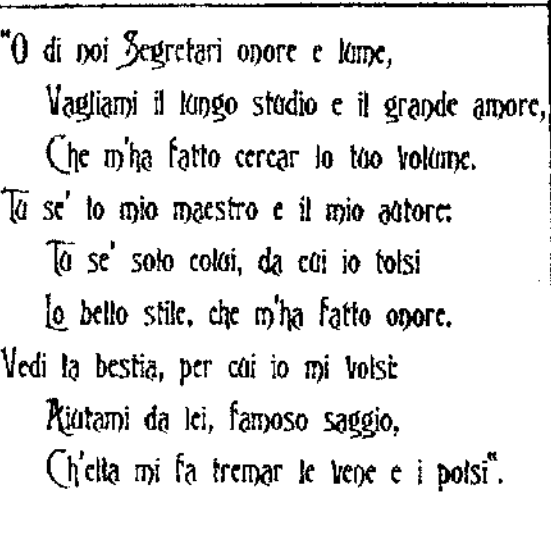 "O di noi Segretari onore e lume,
Vagliami il lungo studio e il grande amore,
Che m'ha fatto cercar lo tuo volume.
Tu se' lo mio maestro e il mio autore:
Tu se' solo colui, da cui io tolsi
Lo bello stile, che m'ha fatto onore.
Vedi la bestia, per cui io mi volsi:
Aiutami da lei, famoso saggio,
Ch'ella mi fa tremar le vene e i polsi".